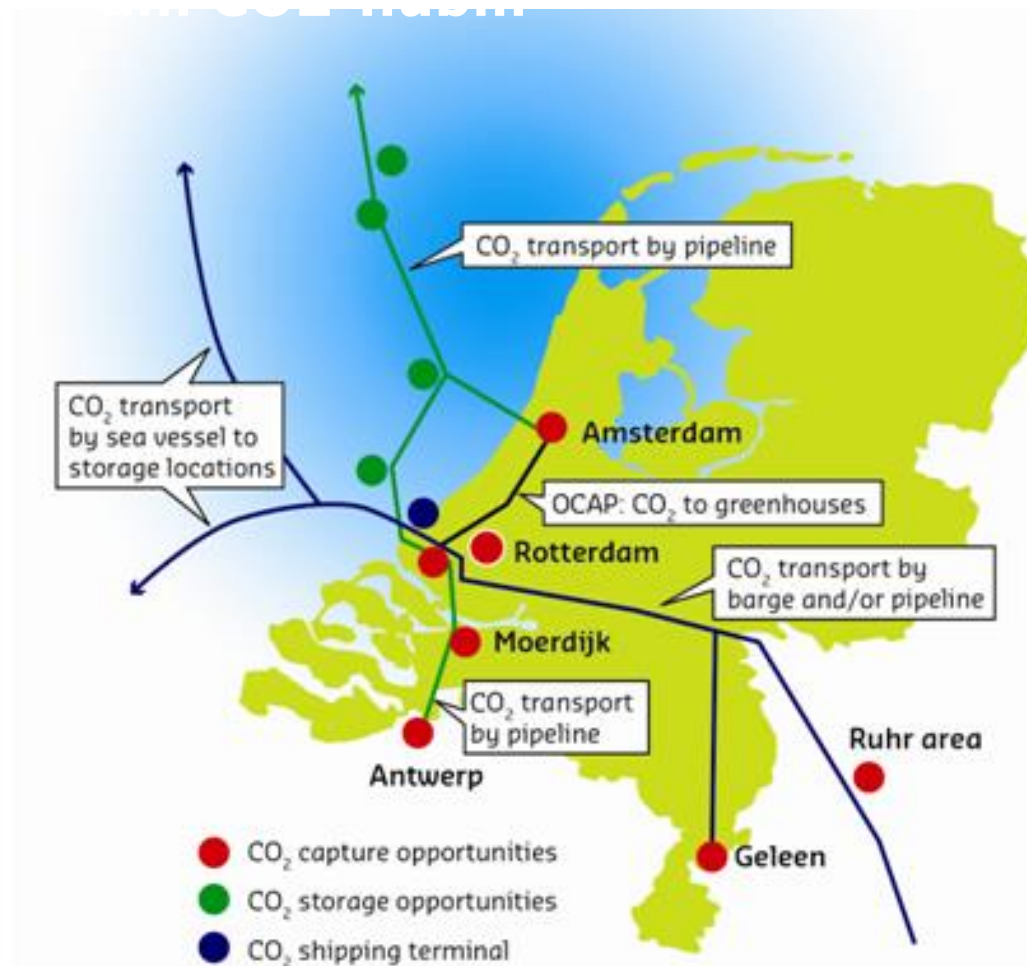 CO2 hub...
CO₂ transport by pipeline
CO₂ transport
by sea vessel to
storage locations
Amsterdam
OCAP: CO₂ to greenhouses
Rotterdam
CO₂ transport by
barge and/or pipeline
Moerdijk
CO₂ transport
by pipeline
Antwerp
Ruhr area
Geleen
CO₂ capture opportunities
CO₂ storage opportunities
CO₂ shipping terminal